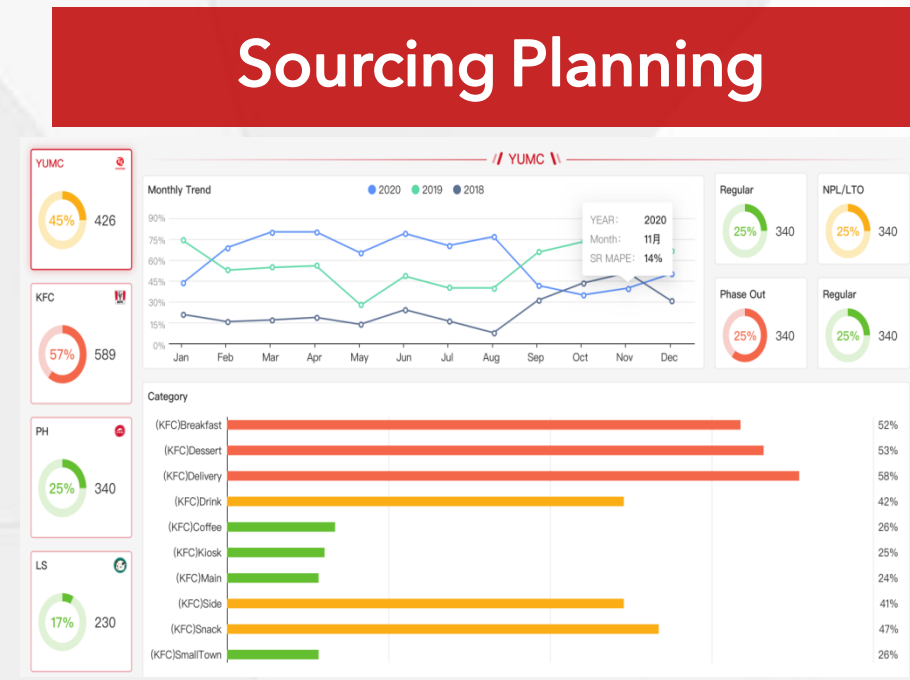 Sourcing Planning
YUMC
45% 426
KFC
57% 589
PH
25% 340
LS
17% 230
YUMC
Monthly Trend
2020 2019 2018
90%
75%
60%
45%
30%
15%
0%
Jan Feb Mar Apr May Jun Jul Aug Sep Oct Nov Dec
YEAR: 2020
Month: 11月
SR MAPE: 14%
Regular
25% 340
NPL/LTO
25% 340
Phase Out
25% 340
Regular
25% 340
Category
(KFC)Breakfast 52%
(KFC)Dessert 53%
(KFC)Delivery 58%
(KFC)Drink 42%
(KFC)Coffee 26%
(KFC)Kiosk 25%
(KFC)Main 24%
(KFC)Side 41%
(KFC)Snack 47%
(KFC)SmallTown 26%